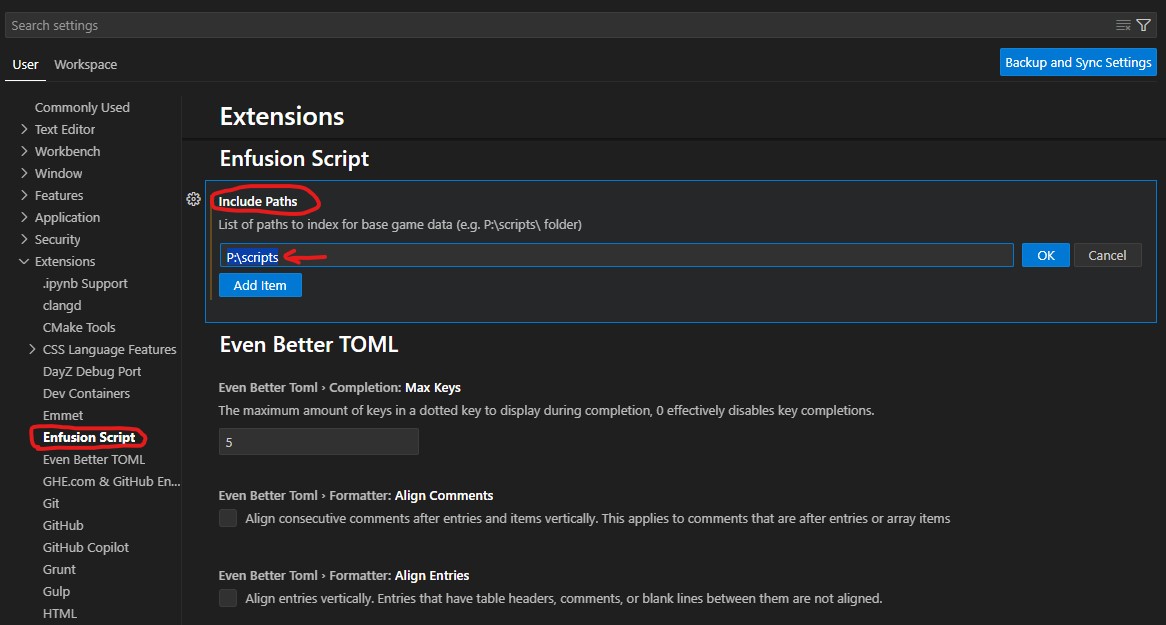 Search settings
User
Workspace
Backup and Sync Settings
Commonly Used
Text Editor
Workbench
Window
Features
Application
Security
Extensions
.ipynb Support
clangd
CMake Tools
CSS Language Features
DayZ Debug Port
Dev Containers
Emmet
Enfusion Script
Even Better TOML
GHE.com & GitHub En...
Git
GitHub
GitHub Copilot
Grunt
Gulp
HTML
Extensions
Enfusion Script
Include Paths
List of paths to index for base game data (e.g. P:\scripts\ folder)
P:\scripts
OK
Cancel
Add Item
Even Better TOML
Even Better Toml › Completion: Max Keys
The maximum amount of keys in a dotted key to display during completion, 0 effectively disables key completions.
5
Even Better Toml › Formatter: Align Comments
Align consecutive comments after entries and items vertically. This applies to comments that are after entries or array items
Even Better Toml › Formatter: Align Entries
Align entries vertically. Entries that have table headers, comments, or blank lines between them are not aligned.